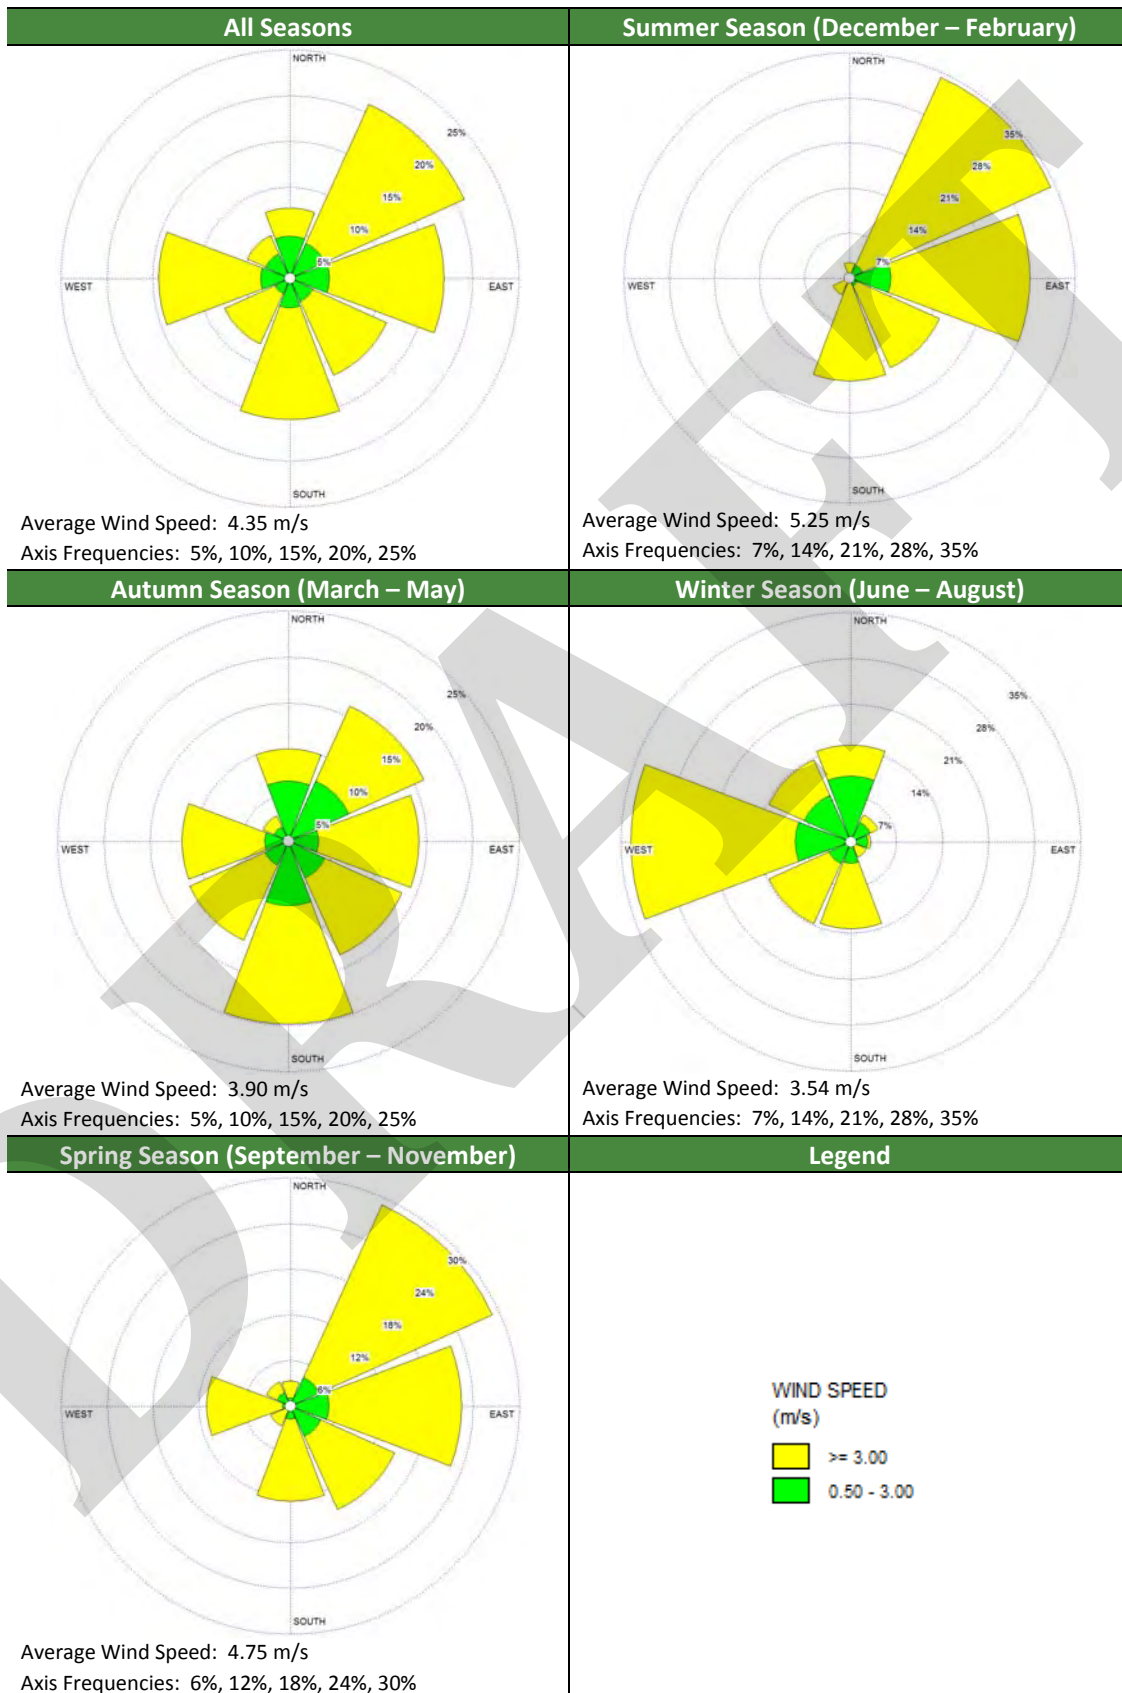 All Seasons
Summer Season (December – February)
NORTH
25%
20%
15%
10%
5%
WEST
EAST
SOUTH
Average Wind Speed: 4.35 m/s
Axis Frequencies: 5%, 10%, 15%, 20%, 25%
NORTH
35%
28%
21%
14%
7%
WEST
EAST
SOUTH
Average Wind Speed: 5.25 m/s
Axis Frequencies: 7%, 14%, 21%, 28%, 35%
Autumn Season (March – May)
Winter Season (June – August)
NORTH
25%
20%
15%
10%
5%
WEST
EAST
SOUTH
Average Wind Speed: 3.90 m/s
Axis Frequencies: 5%, 10%, 15%, 20%, 25%
NORTH
35%
28%
21%
14%
7%
WEST
EAST
SOUTH
Average Wind Speed: 3.54 m/s
Axis Frequencies: 7%, 14%, 21%, 28%, 35%
Spring Season (September – November)
Legend
NORTH
30%
24%
18%
12%
6%
WEST
EAST
SOUTH
Average Wind Speed: 4.75 m/s
Axis Frequencies: 6%, 12%, 18%, 24%, 30%
WIND SPEED
(m/s)
>= 3.00
0.50 - 3.00
DRAFT